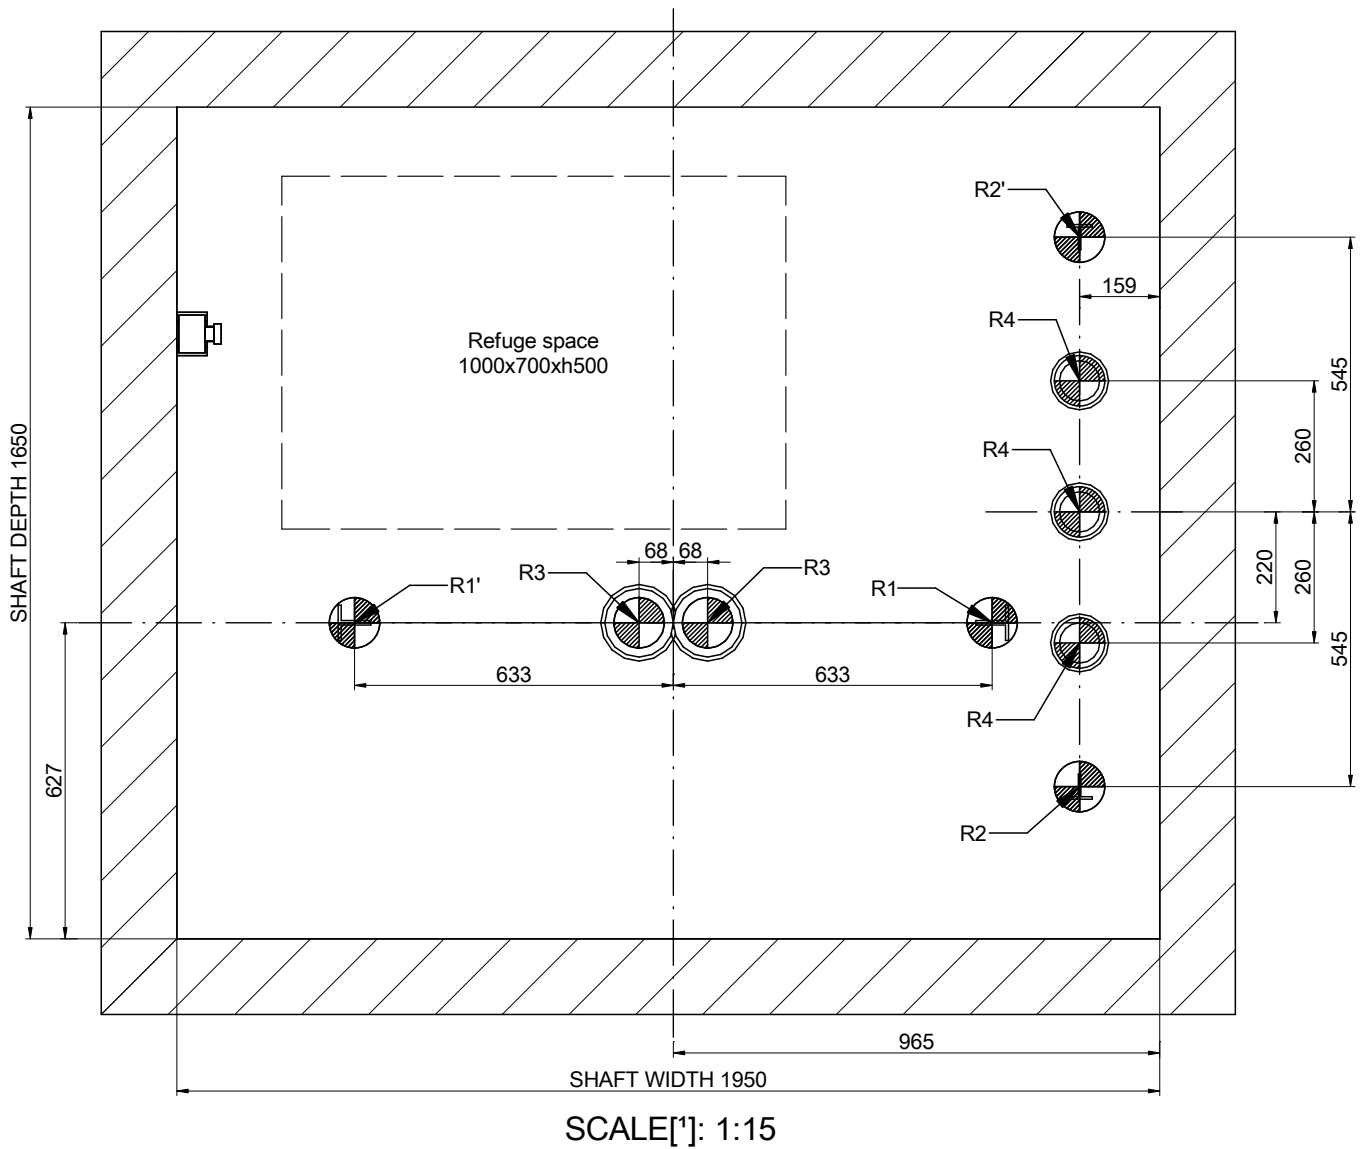 R2'
159
R4
Refuge space
1000x700xh500
545
260
R4
SHAFT DEPTH 1650
68
68
R3
R3
R1'
R1
220
260
545
633
633
R4
627
R2
965
SHAFT WIDTH 1950
SCALE[¹]: 1:15